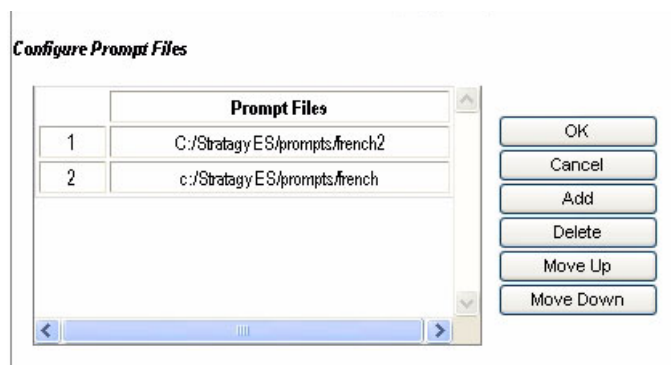 Configure Prompt Files
Prompt Files
1 C:/Stratagy ES/prompts/french2
2 c:/Stratagy ES/prompts/french
OK
Cancel
Add
Delete
Move Up
Move Down